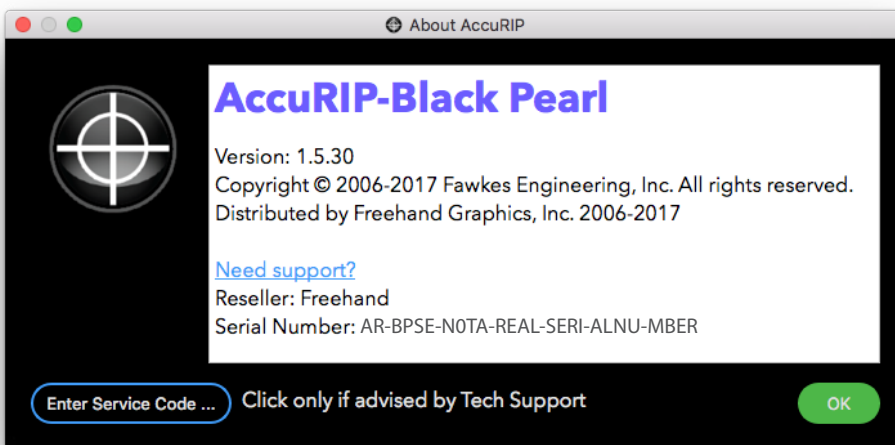 About AccuRIP
AccuRIP-Black Pearl
Version: 1.5.30
Copyright © 2006-2017 Fawkes Engineering, Inc. All rights reserved.
Distributed by Freehand Graphics, Inc. 2006-2017
Need support?
Reseller: Freehand
Serial Number: AR-BPSE-N0TA-REAL-SERI-ALNU-MBER
Enter Service Code ...
Click only if advised by Tech Support
OK